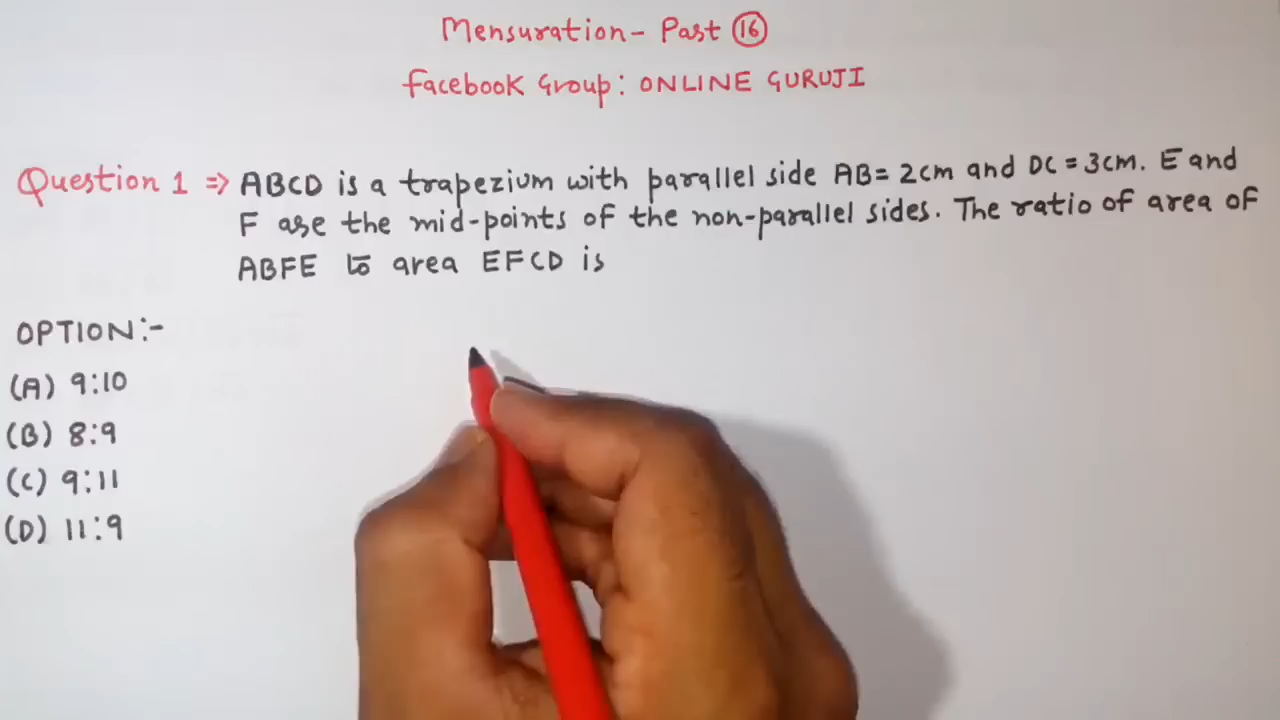 Mensuration- Part 16
Facebook Group: ONLINE GURUJI
Question 1 ⇒ ABCD is a trapezium with parallel side AB= 2cm and DC = 3cm. E and
F are the mid-points of the non-parallel sides. The ratio of area of
ABFE to area EFCD is
OPTION:-
(A) 9:10
(B) 8:9
(C) 9:11
(D) 11:9